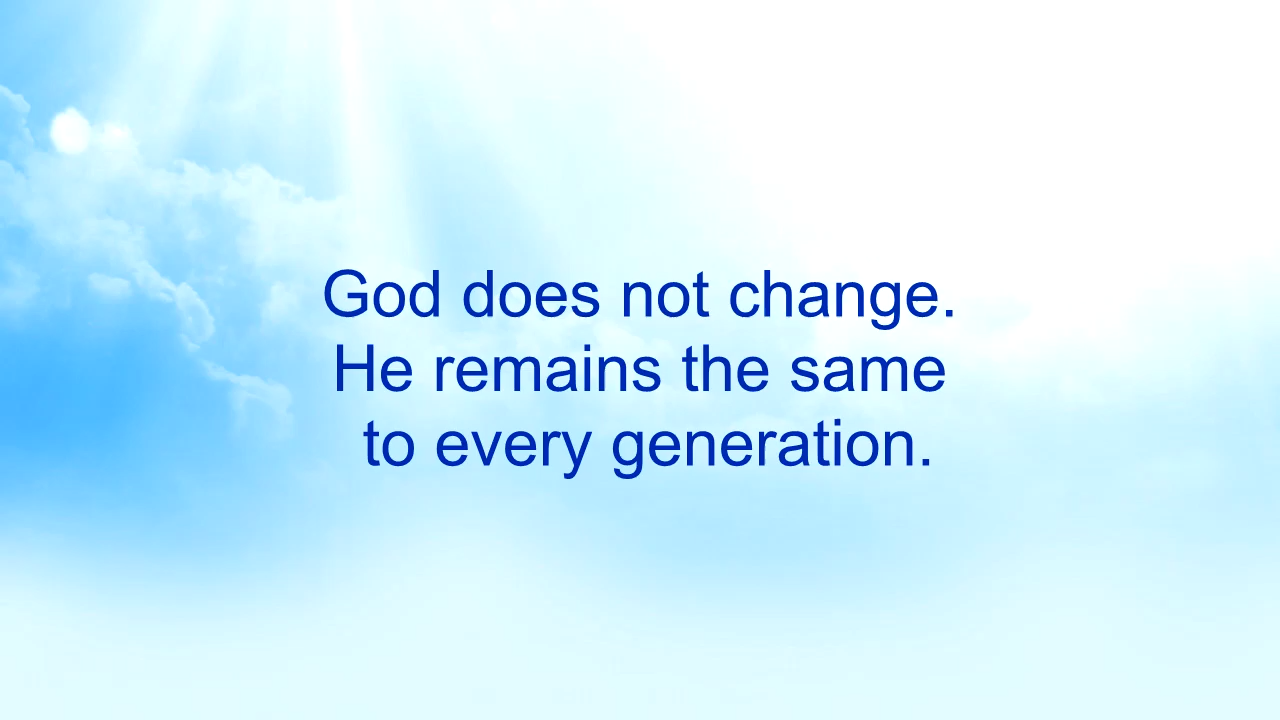 God does not change.
He remains the same
to every generation.